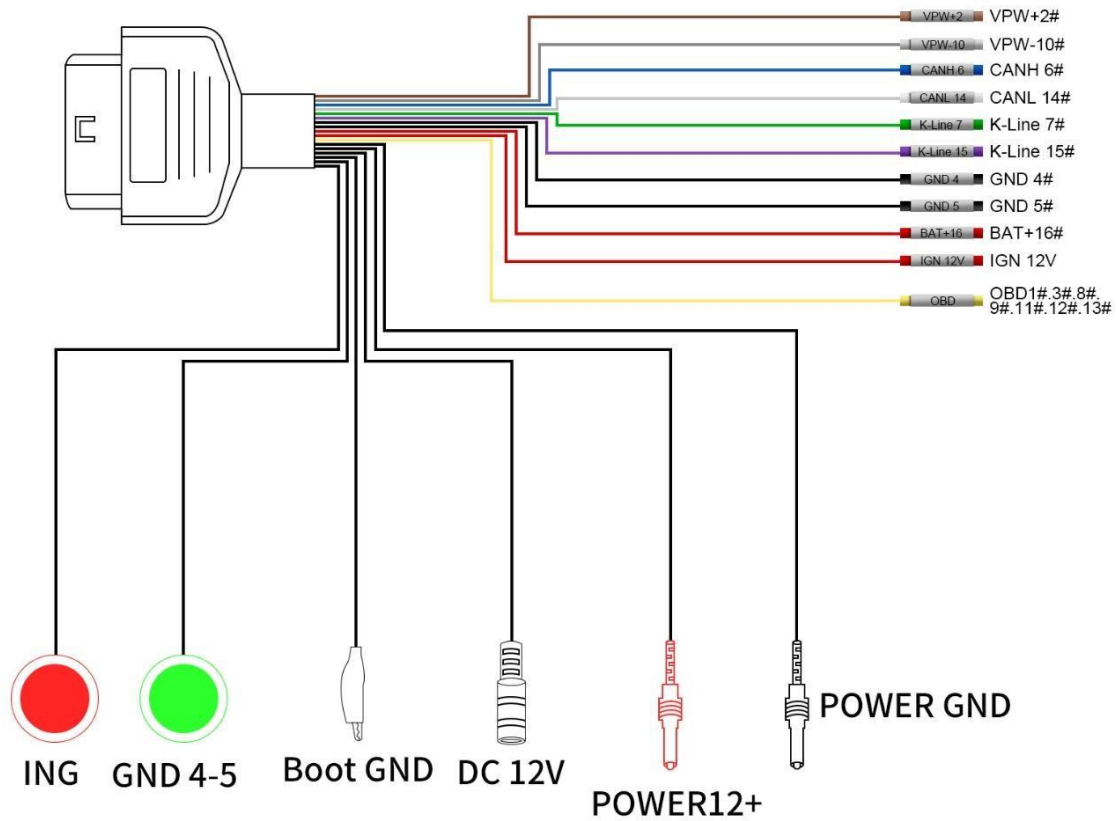 VPW+2 VPW+2#
VPW-10 VPW-10#
CANH 6 CANH 6#
CANL 14 CANL 14#
K-Line 7 K-Line 7#
K-Line 15 K-Line 15#
GND 4 GND 4#
GND 5 GND 5#
BAT+16 BAT+16#
IGN 12V IGN 12V
OBD OBD1#.3#.8#.
9#.11#.12#.13#
POWER GND
ING GND 4-5 Boot GND DC 12V
POWER12+